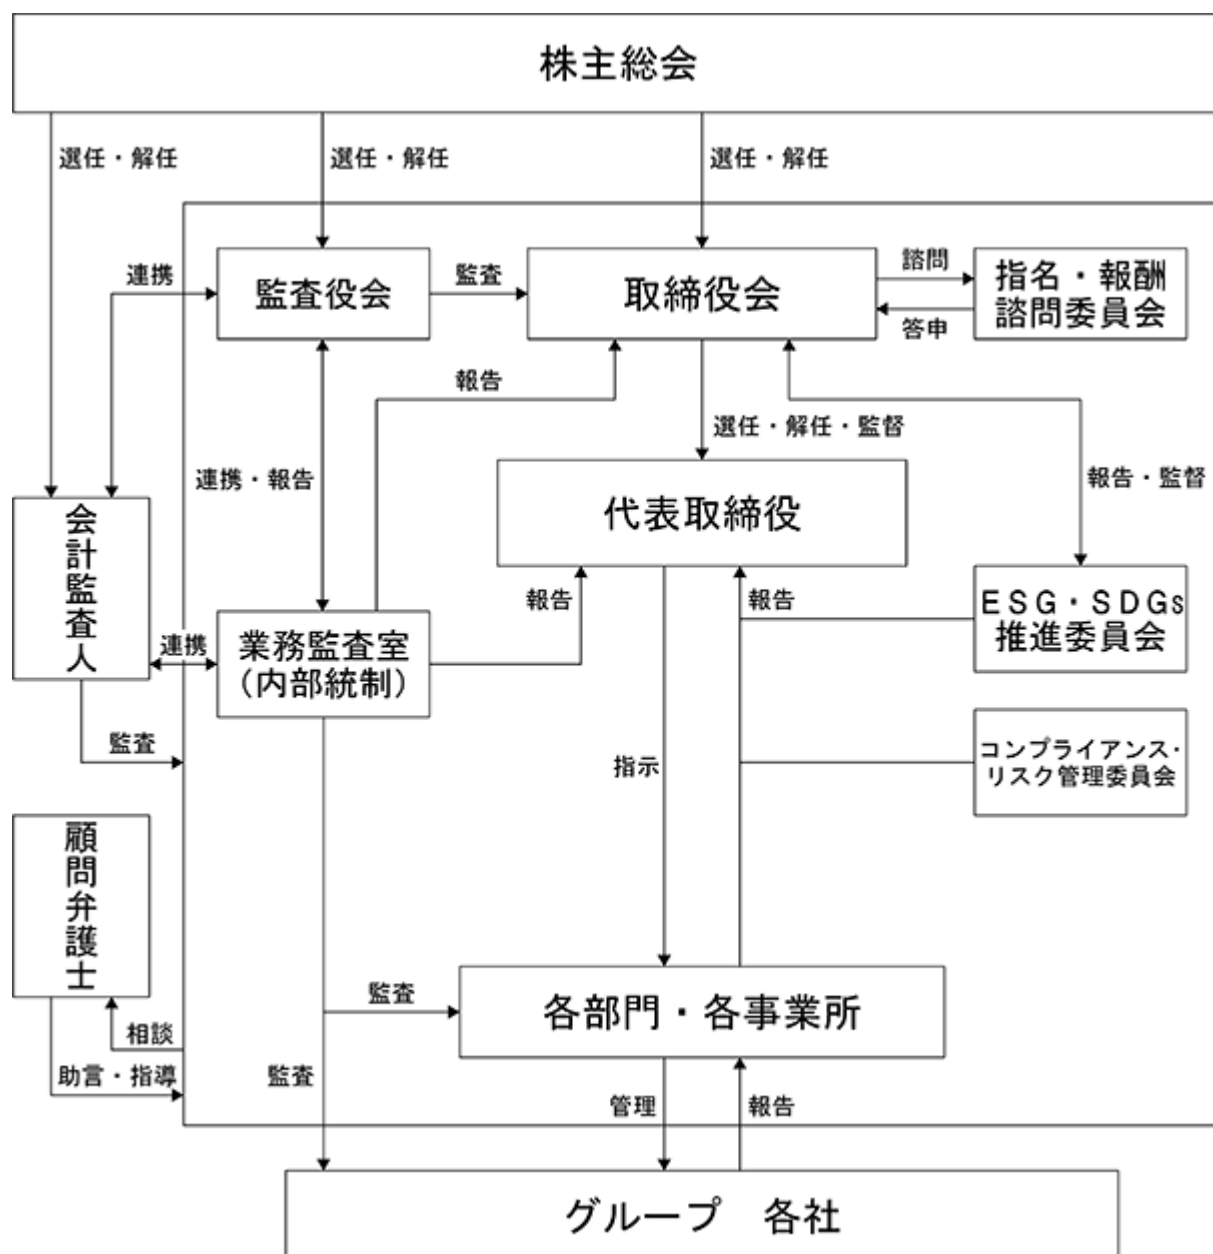 株主総会
選任・解任
選任・解任
選任・解任
連携
監査役会
監査
取締役会
諮問
答申
指名・報酬
諮問委員会
報告
選任・解任・監督
連携・報告
報告・監督
会計監査人
代表取締役
報告
報告
ESG・SDGs
推進委員会
連携
業務監査室
(内部統制)
監査
指示
コンプライアンス・
リスク管理委員会
顧問弁護士
監査
各部門・各事業所
相談
助言・指導
監査
管理
報告
グループ 各社